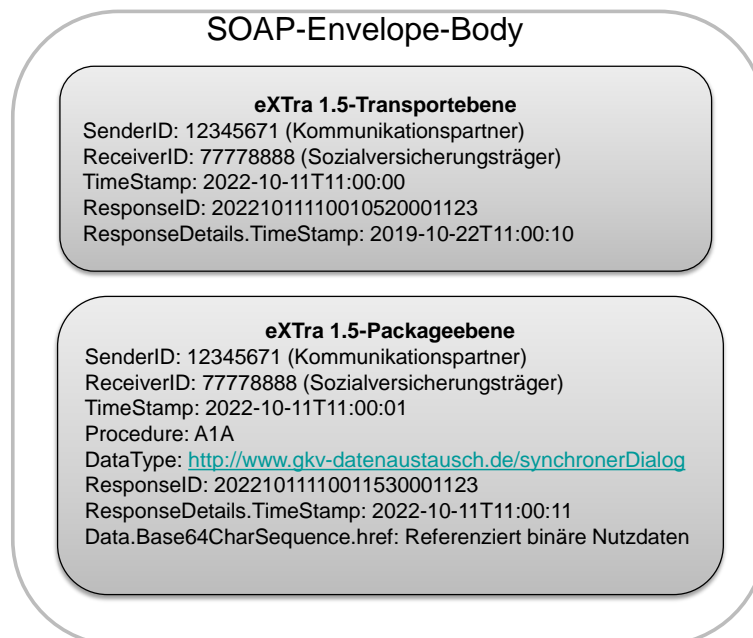 SOAP-Envelope-Body
eXTra 1.5-Transportebene
SenderID: 12345671 (Kommunikationspartner)
ReceiverID: 77778888 (Sozialversicherungsträger)
TimeStamp: 2022-10-11T11:00:00
ResponseID: 20221011110010520001123
ResponseDetails.TimeStamp: 2019-10-22T11:00:10
eXTra 1.5-Packageebene
SenderID: 12345671 (Kommunikationspartner)
ReceiverID: 77778888 (Sozialversicherungsträger)
TimeStamp: 2022-10-11T11:00:01
Procedure: A1A
DataType: http://www.gkv-datenaustausch.de/synchronerDialog
ResponseID: 20221011110011530001123
ResponseDetails.TimeStamp: 2022-10-11T11:00:11
Data.Base64CharSequence.href: Referenziert binäre Nutzdaten